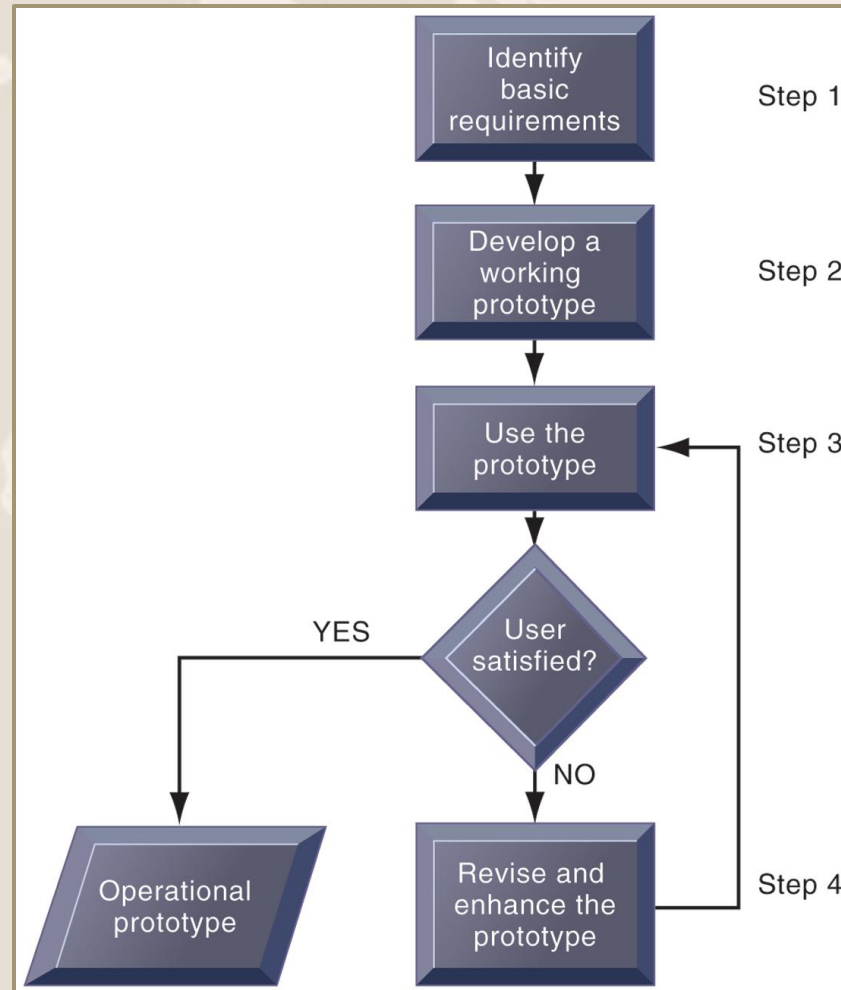 Identify
basic
requirements
Step 1
Develop a
working
prototype
Step 2
Use the
prototype
Step 3
User
satisfied?
YES
NO
Operational
prototype
Revise and
enhance the
prototype
Step 4